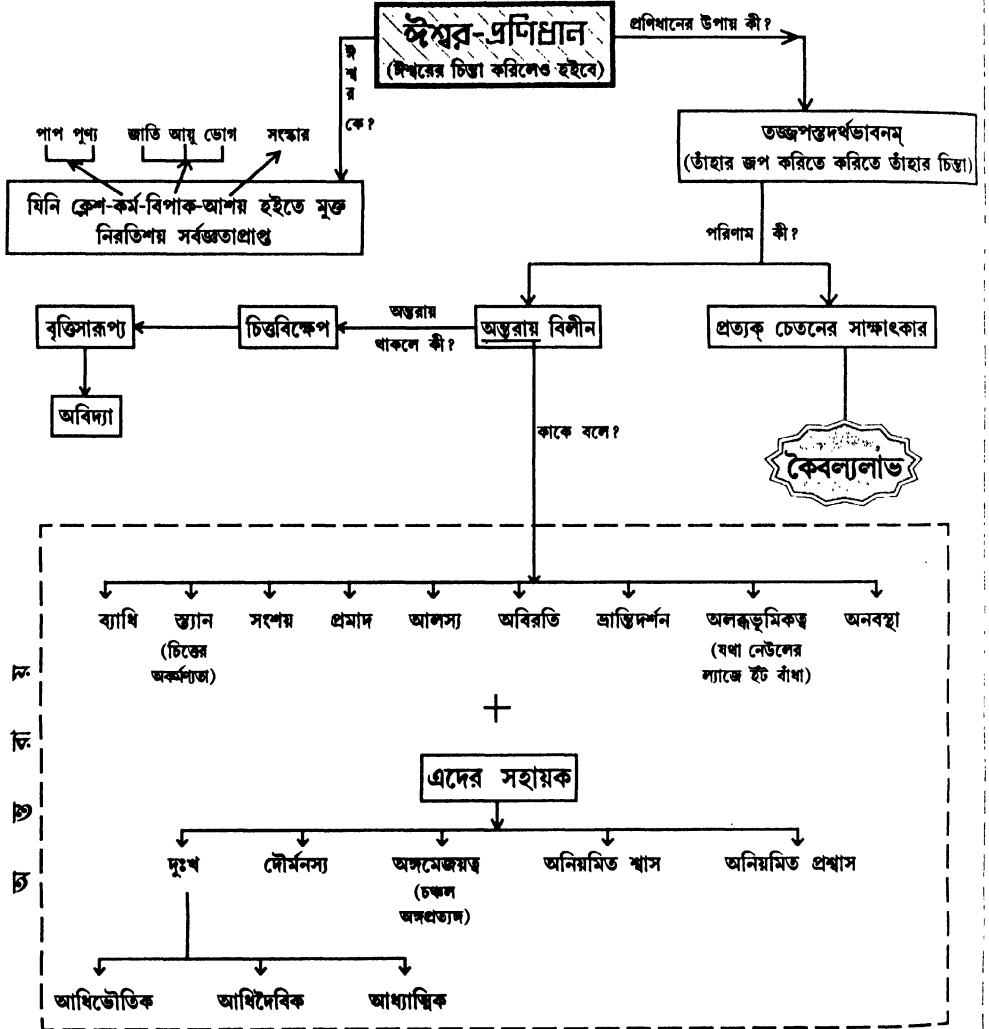 ঈশ্বর-প্রণিধান
(ঈশ্বরের চিন্তা করিলেও হইবে)
প্রণিধানের উপায় কী?
ঈশ্বর কে?
পাপ পুণ্য
জাতি আয়ু ভোগ
সংস্কার
তজ্জপস্তদর্থভাবনম্
(তাঁহার জপ করিতে করিতে তাঁহার চিন্তা)
যিনি ক্লেশ-কর্ম-বিপাক-আশয় হইতে মুক্ত
নিরতিশয় সর্বজ্ঞতাপ্রাপ্ত
পরিণাম কী?
বৃত্তিসারূপ্য
চিত্তবিক্ষেপ
অন্তরায়
থাকলে কী?
অন্তরায় বিলীন
প্রত্যক্ চেতনের সাক্ষাৎকার
অবিদ্যা
কাকে বলে?
কৈবল্যলাভ
অন্তরায়
ব্যাধি
স্ত্যান
সংশয়
প্রমাদ
আলস্য
অবিরতি
ভ্রান্তিদর্শন
অলব্ধভূমিকত্ব
অনবস্থা
(চিত্তের
অকর্মণ্যতা)
(যথা নেউলের
ল্যাজে ইঁট বাঁধা)
+
এদের সহায়ক
দুঃখ
দৌর্মনস্য
অঙ্গমেজয়ত্ব
অনিয়মিত শ্বাস
অনিয়মিত প্রশ্বাস
(চঞ্চল
অঙ্গপ্রত্যঙ্গ)
আধিভৌতিক
আধিদৈবিক
আধ্যাত্মিক